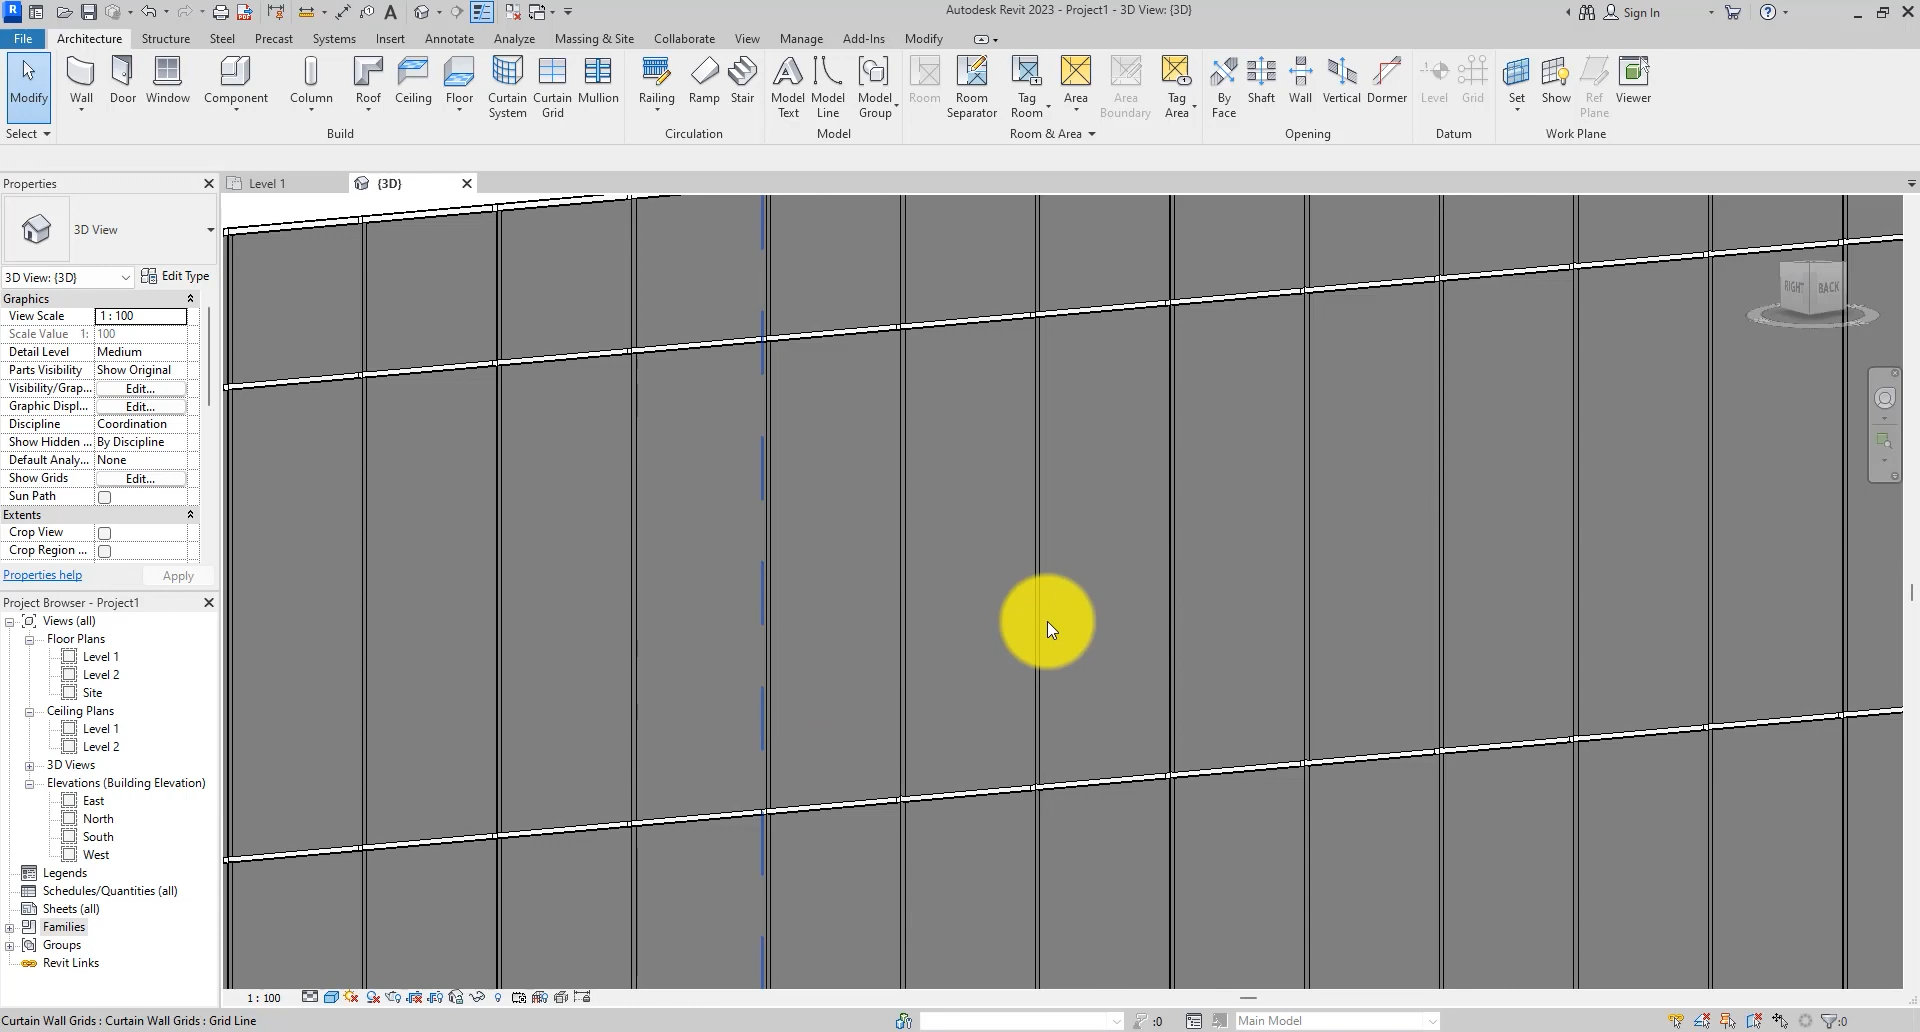 Autodesk Revit 2023 - Project1 - 3D View: {3D}
Sign In
File Architecture Structure Steel Precast Systems Insert Annotate Analyze Massing & Site Collaborate View Manage Add-Ins Modify
Modify Wall Door Window Component Column Roof Ceiling Floor Curtain System Curtain Grid Mullion Railing Ramp Stair Model Text Model Line Model Group Room Room Separator Tag Room Area Area Boundary Tag Area By Face Shaft Wall Vertical Dormer Level Grid Set Show Ref Plane Viewer
Select Build Circulation Model Room & Area Opening Datum Work Plane
Properties
Level 1
{3D}
3D View
3D View: {3D}
Edit Type
Graphics
View Scale 1 : 100
Scale Value 1: 100
Detail Level Medium
Parts Visibility Show Original
Visibility/Grap... Edit...
Graphic Displ... Edit...
Discipline Coordination
Show Hidden ... By Discipline
Default Analy... None
Show Grids Edit...
Sun Path
Extents
Crop View
Crop Region ...
Properties help
Apply
Project Browser - Project1
Views (all)
Floor Plans
Level 1
Level 2
Site
Ceiling Plans
Level 1
Level 2
3D Views
Elevations (Building Elevation)
East
North
South
West
Legends
Schedules/Quantities (all)
Sheets (all)
Families
Groups
Revit Links
RIGHT BACK
1 : 100
Curtain Wall Grids : Curtain Wall Grids : Grid Line
:0
Main Model
:0